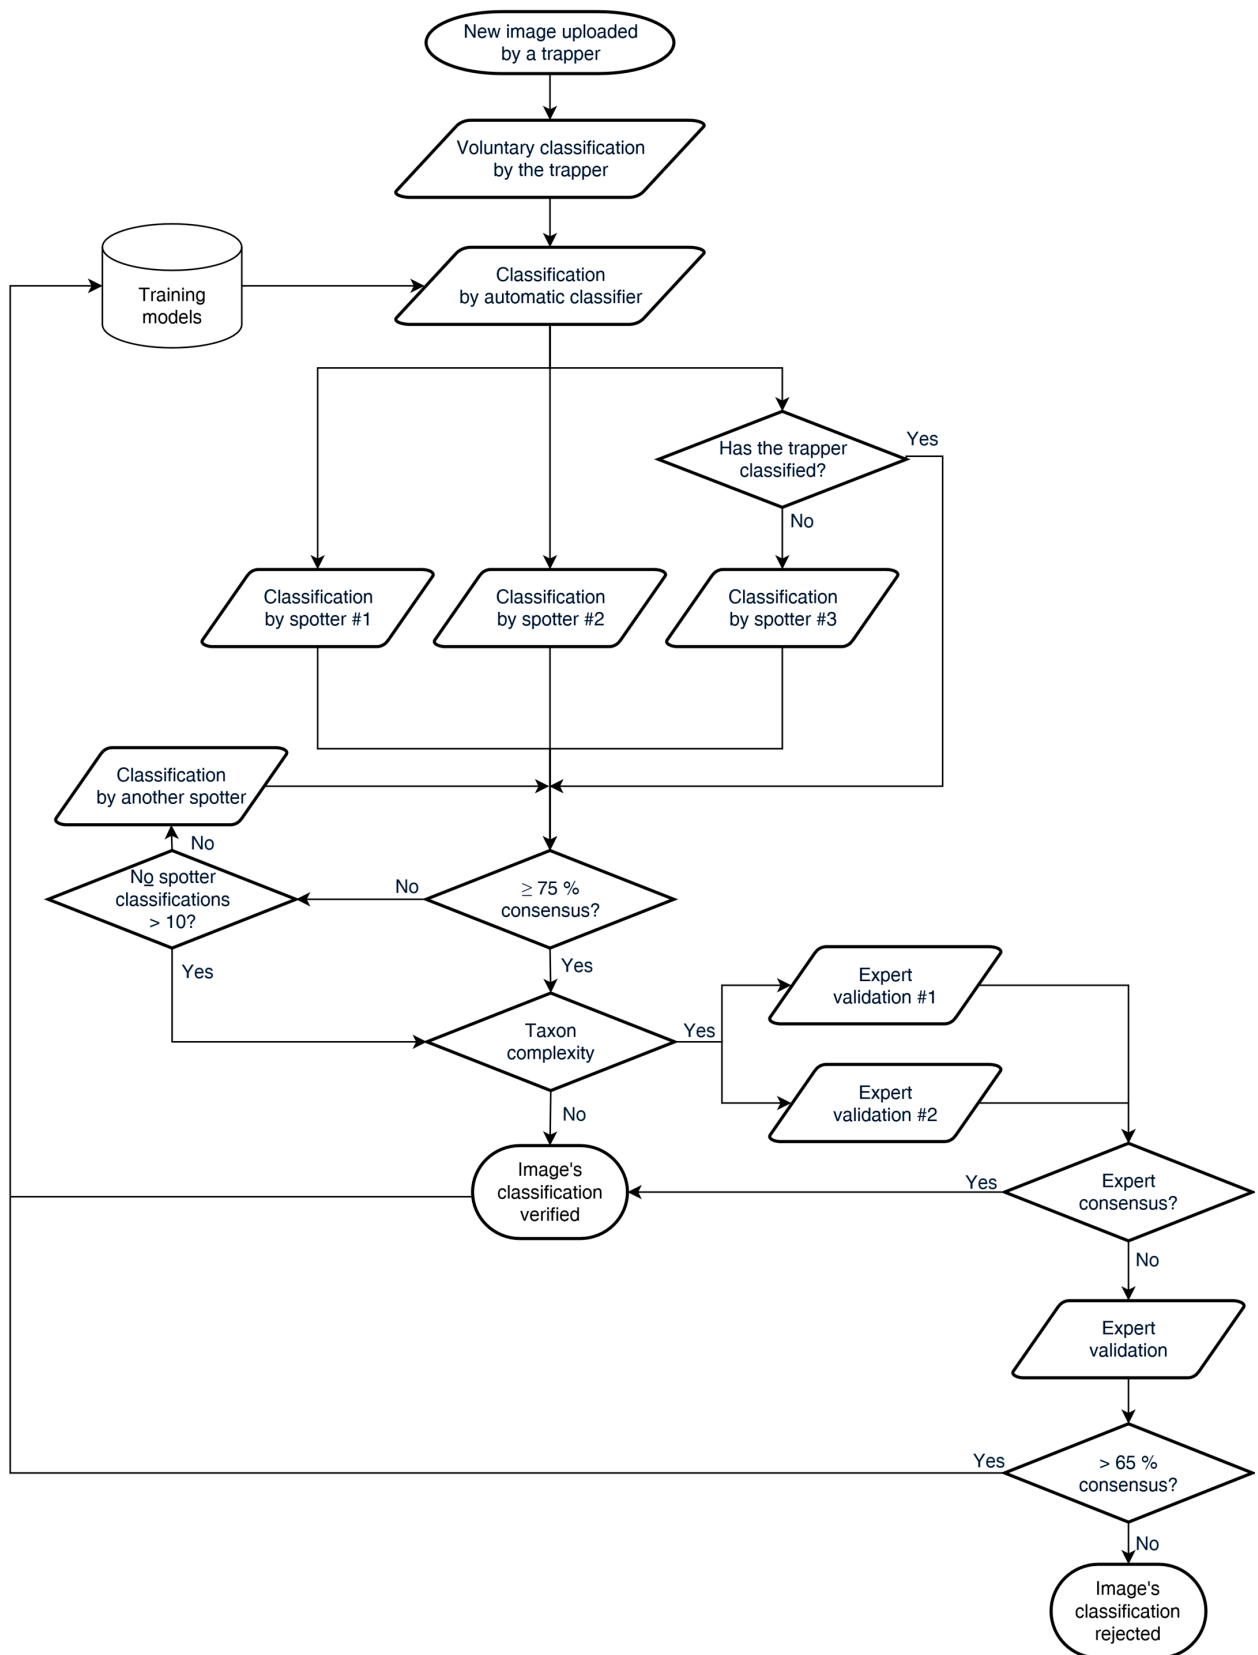 New image uploaded
by a trapper
Voluntary classification
by the trapper
Classification
by automatic classifier
Training
models
Has the trapper
classified?
Yes
No
Classification
by spotter #1
Classification
by spotter #2
Classification
by spotter #3
Classification
by another spotter
No
No spotter
classifications
> 10?
No
≥ 75 %
consensus?
Yes
Yes
Taxon
complexity
Yes
Expert
validation #1
Expert
validation #2
No
Image's
classification
verified
Yes
Expert
consensus?
No
Expert
validation
Yes
> 65 %
consensus?
No
Image's
classification
rejected